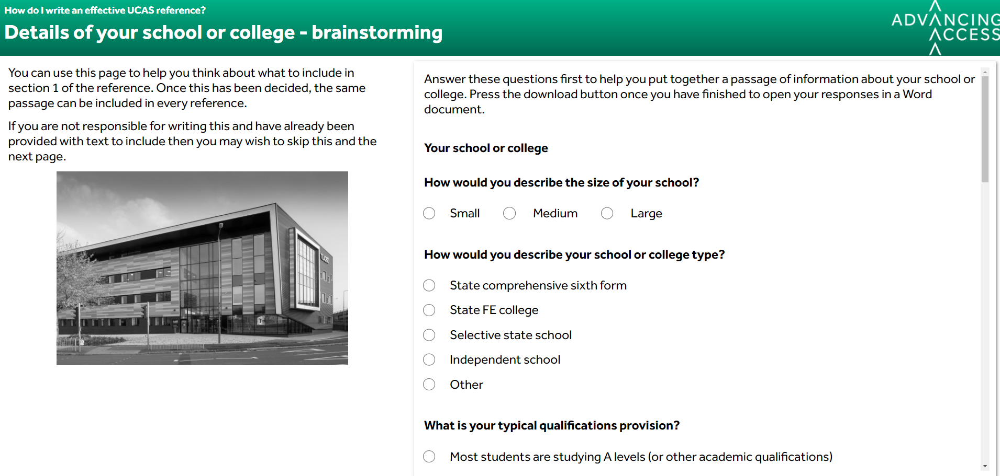 How do I write an effective UCAS reference?
Details of your school or college - brainstorming
ADVANCING
ACCESS
You can use this page to help you think about what to include in
section 1 of the reference. Once this has been decided, the same
passage can be included in every reference.
If you are not responsible for writing this and have already been
provided with text to include then you may wish to skip this and the
next page.
Answer these questions first to help you put together a passage of information about your school or
college. Press the download button once you have finished to open your responses in a Word
document.
Your school or college
How would you describe the size of your school?
Small Medium Large
How would you describe your school or college type?
State comprehensive sixth form
State FE college
Selective state school
Independent school
Other
What is your typical qualifications provision?
Most students are studying A levels (or other academic qualifications)